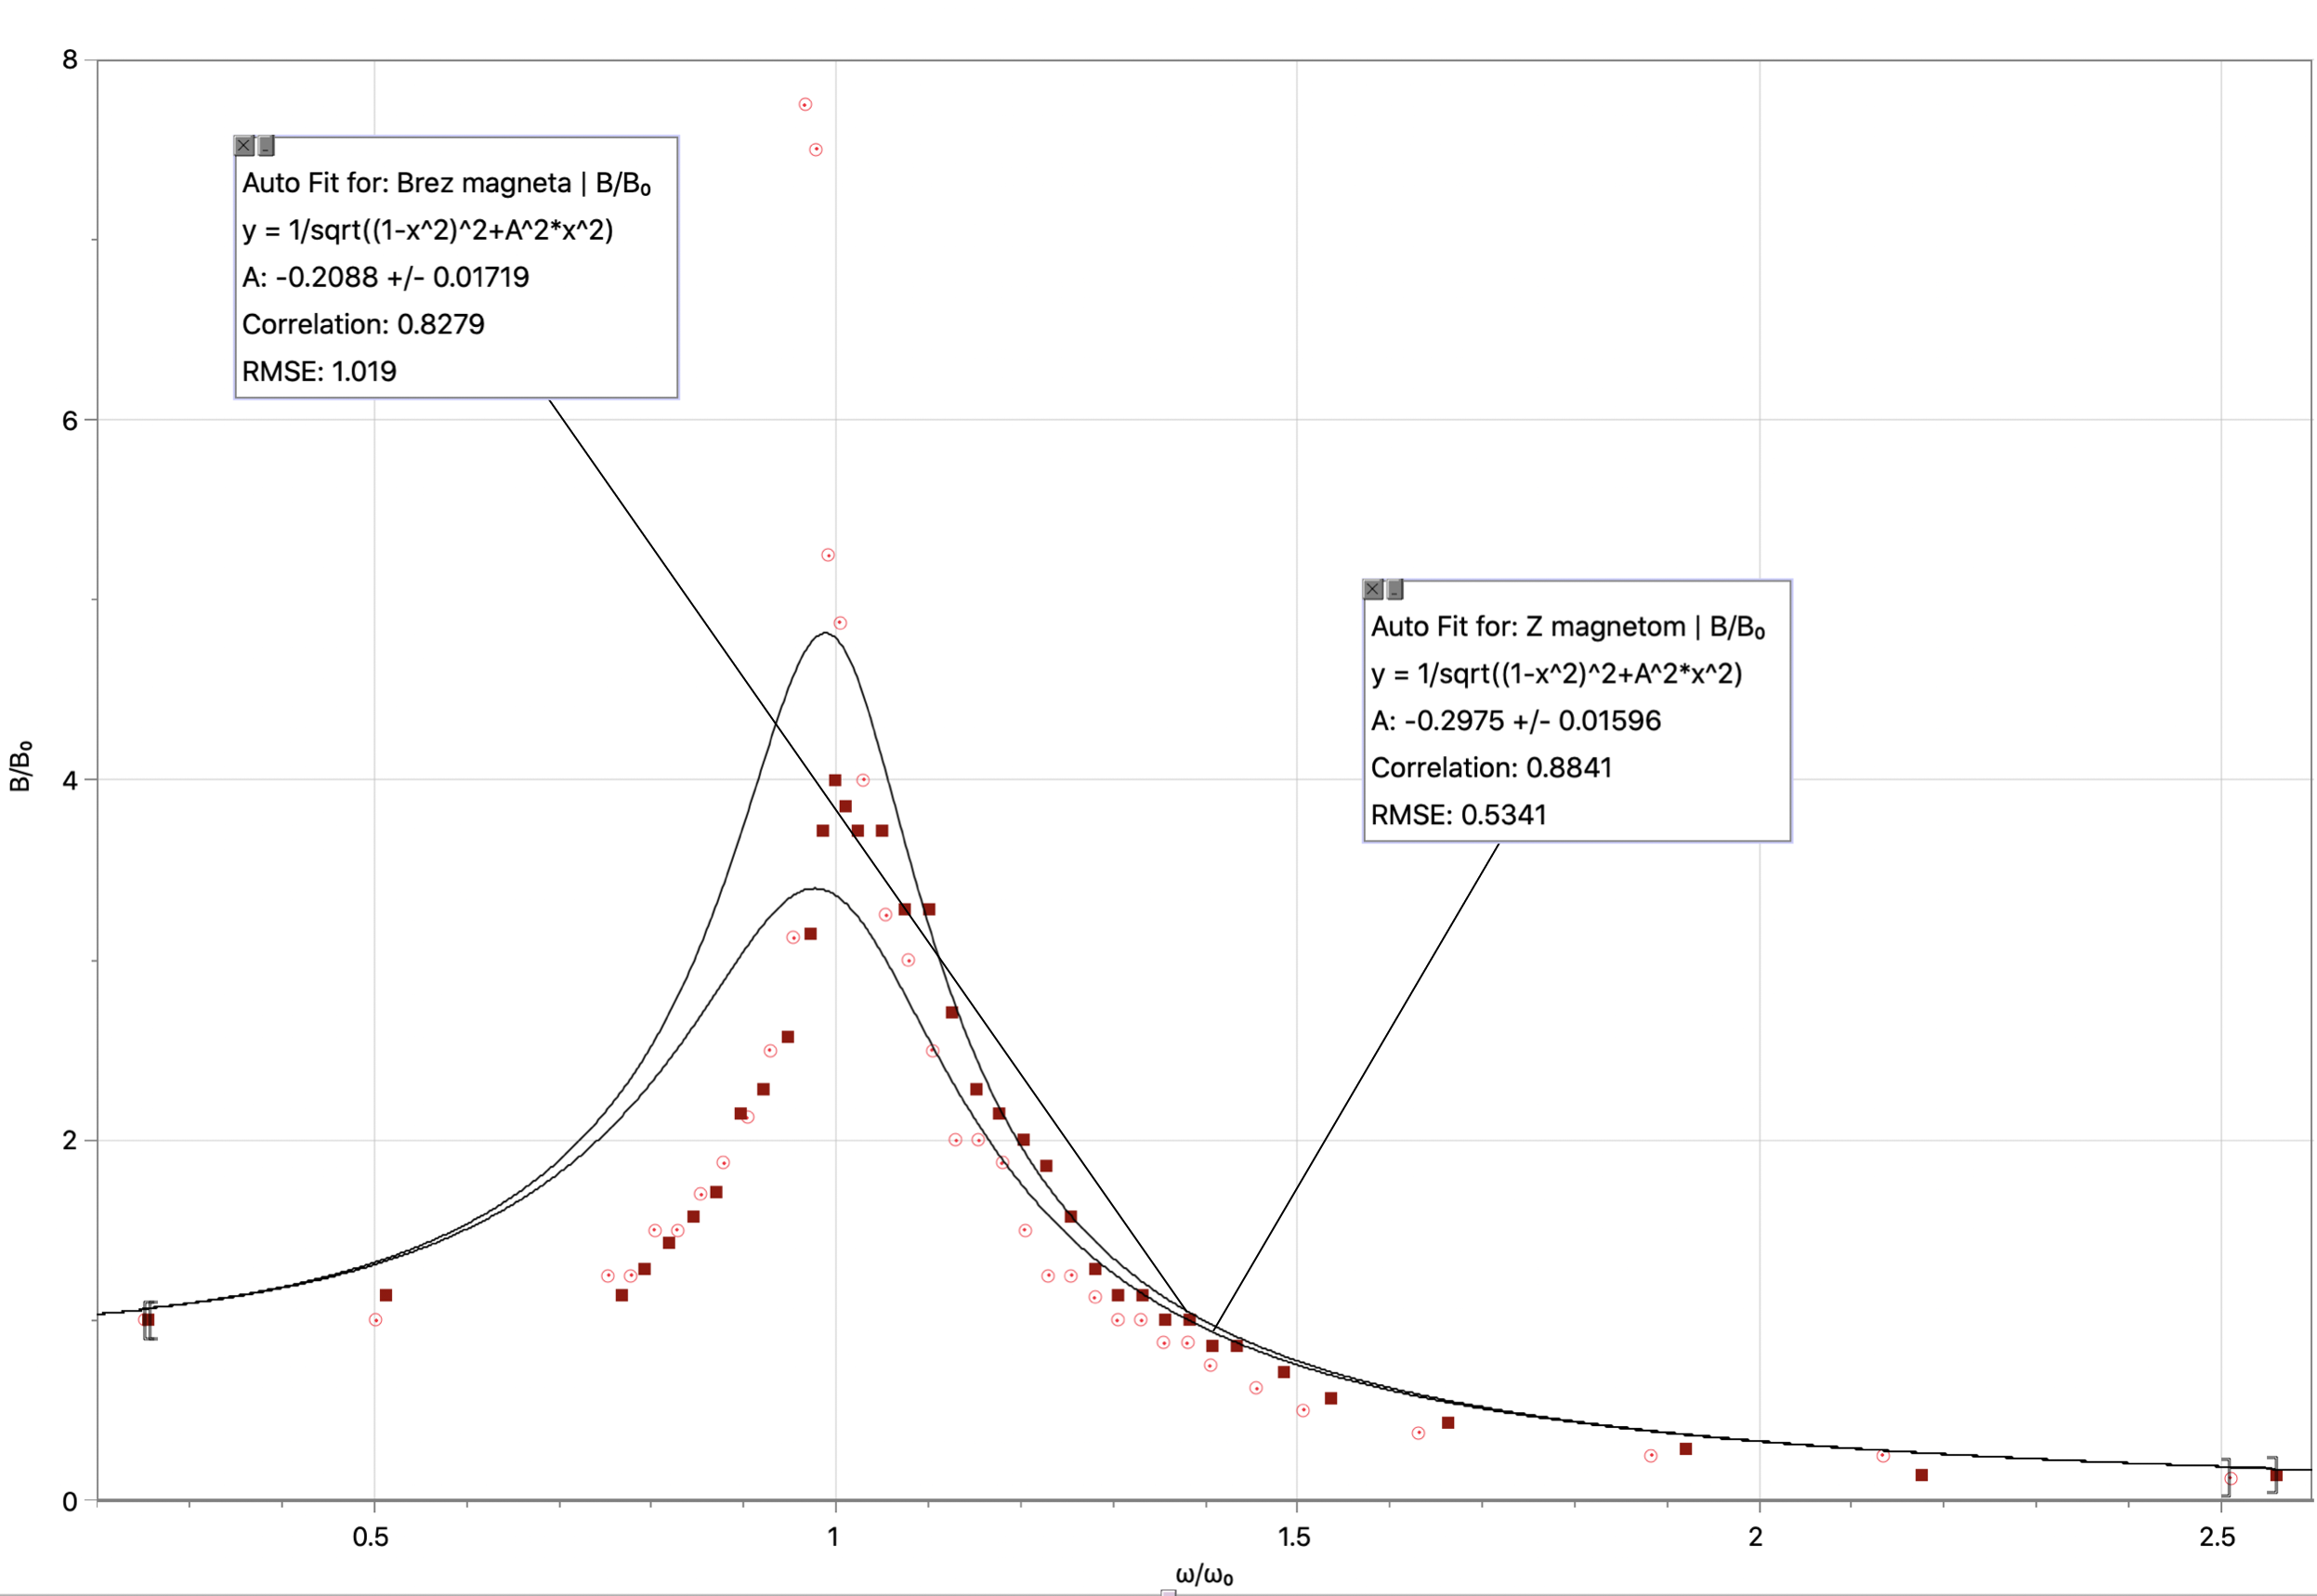 8
Auto Fit for: Brez magneta | B/B₀
y = 1/sqrt((1-x^2)^2+A^2*x^2)
A: -0.2088 +/- 0.01719
Correlation: 0.8279
RMSE: 1.019
6
Auto Fit for: Z magnetom | B/B₀
y = 1/sqrt((1-x^2)^2+A^2*x^2)
A: -0.2975 +/- 0.01596
Correlation: 0.8841
RMSE: 0.5341
B/B₀
4
2
0
0.5 1 1.5 2 2.5
ω/ω₀